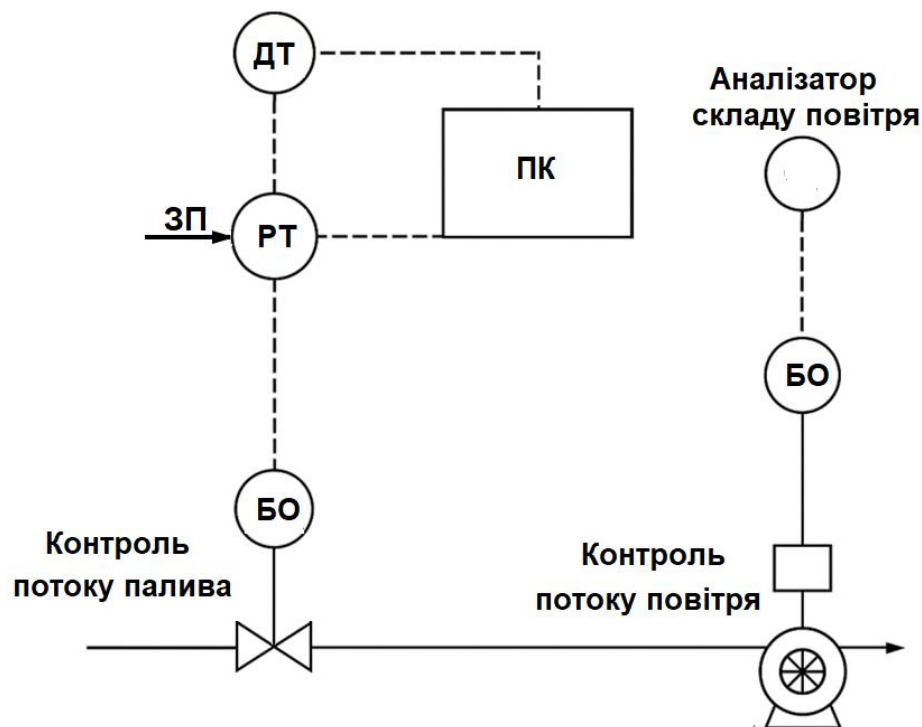 ДТ
Аналізатор
складу повітря
ПК
ЗП
РТ
БО
БО
Контроль
потоку палива
Контроль
потоку повітря